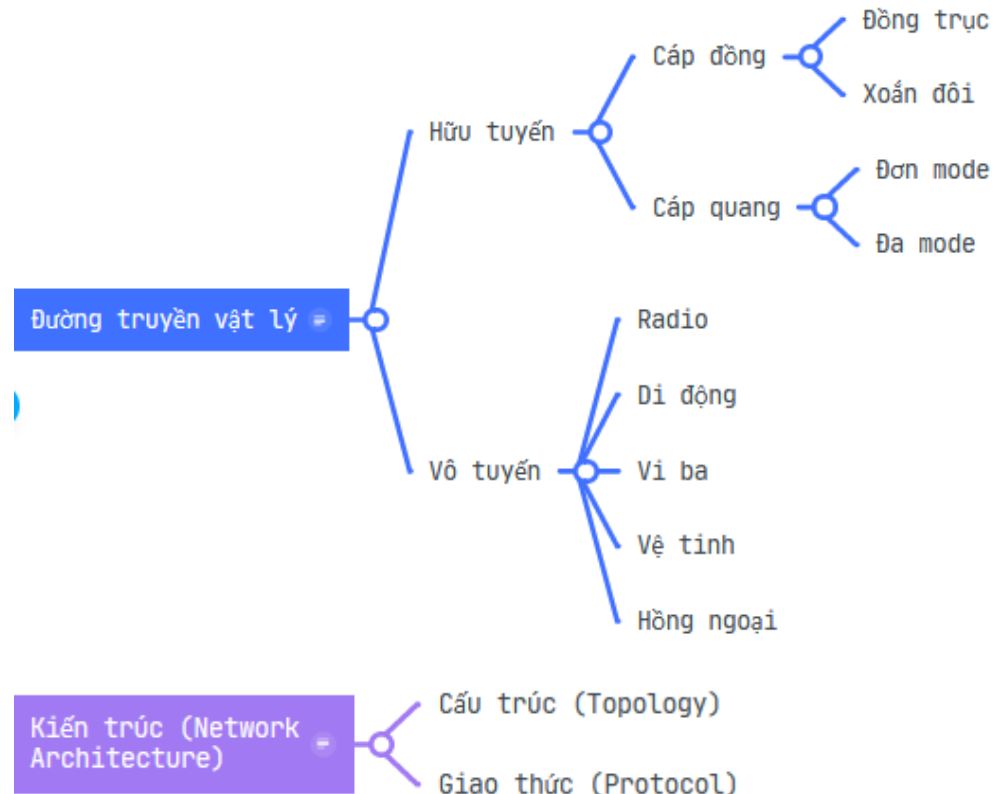 Đồng trục
Cáp đồng
Xoắn đôi
Hữu tuyến
Đơn mode
Cáp quang
Đa mode
Đường truyền vật lý
Radio
Di động
Vô tuyến
Vi ba
Vệ tinh
Hồng ngoại
Kiến trúc (Network
Architecture)
Cấu trúc (Topology)
Giao thức (Protocol)